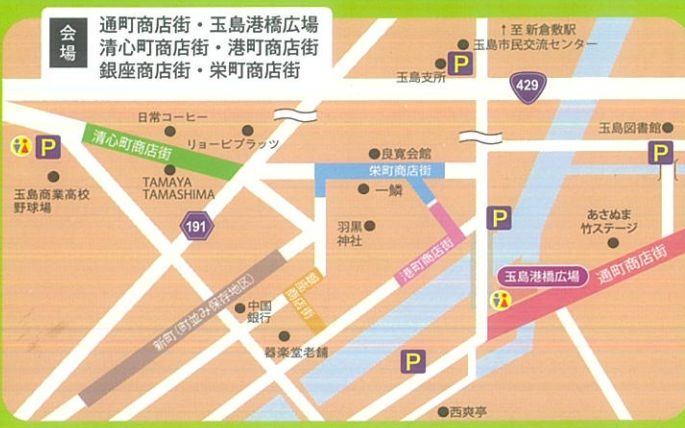 会場
通町商店街・玉島港橋広場
清心町商店街・港町商店街
銀座商店街・栄町商店街
↑至 新倉敷駅
玉島市民交流センター
P
玉島支所
429
日常コーヒー
リョービプラッツ
清心町商店街
P
玉島商業高校
野球場
TAMAYA
TAMASHIMA
良寛会館
栄町商店街
一鱗
玉島図書館
P
191
羽黒
神社
港町商店街
P
あさぬま
竹ステージ
玉島港橋広場
通町商店街
新町(町並み保存地区)
銀座
商店街
中国
銀行
器楽堂老舗
P
西爽亭